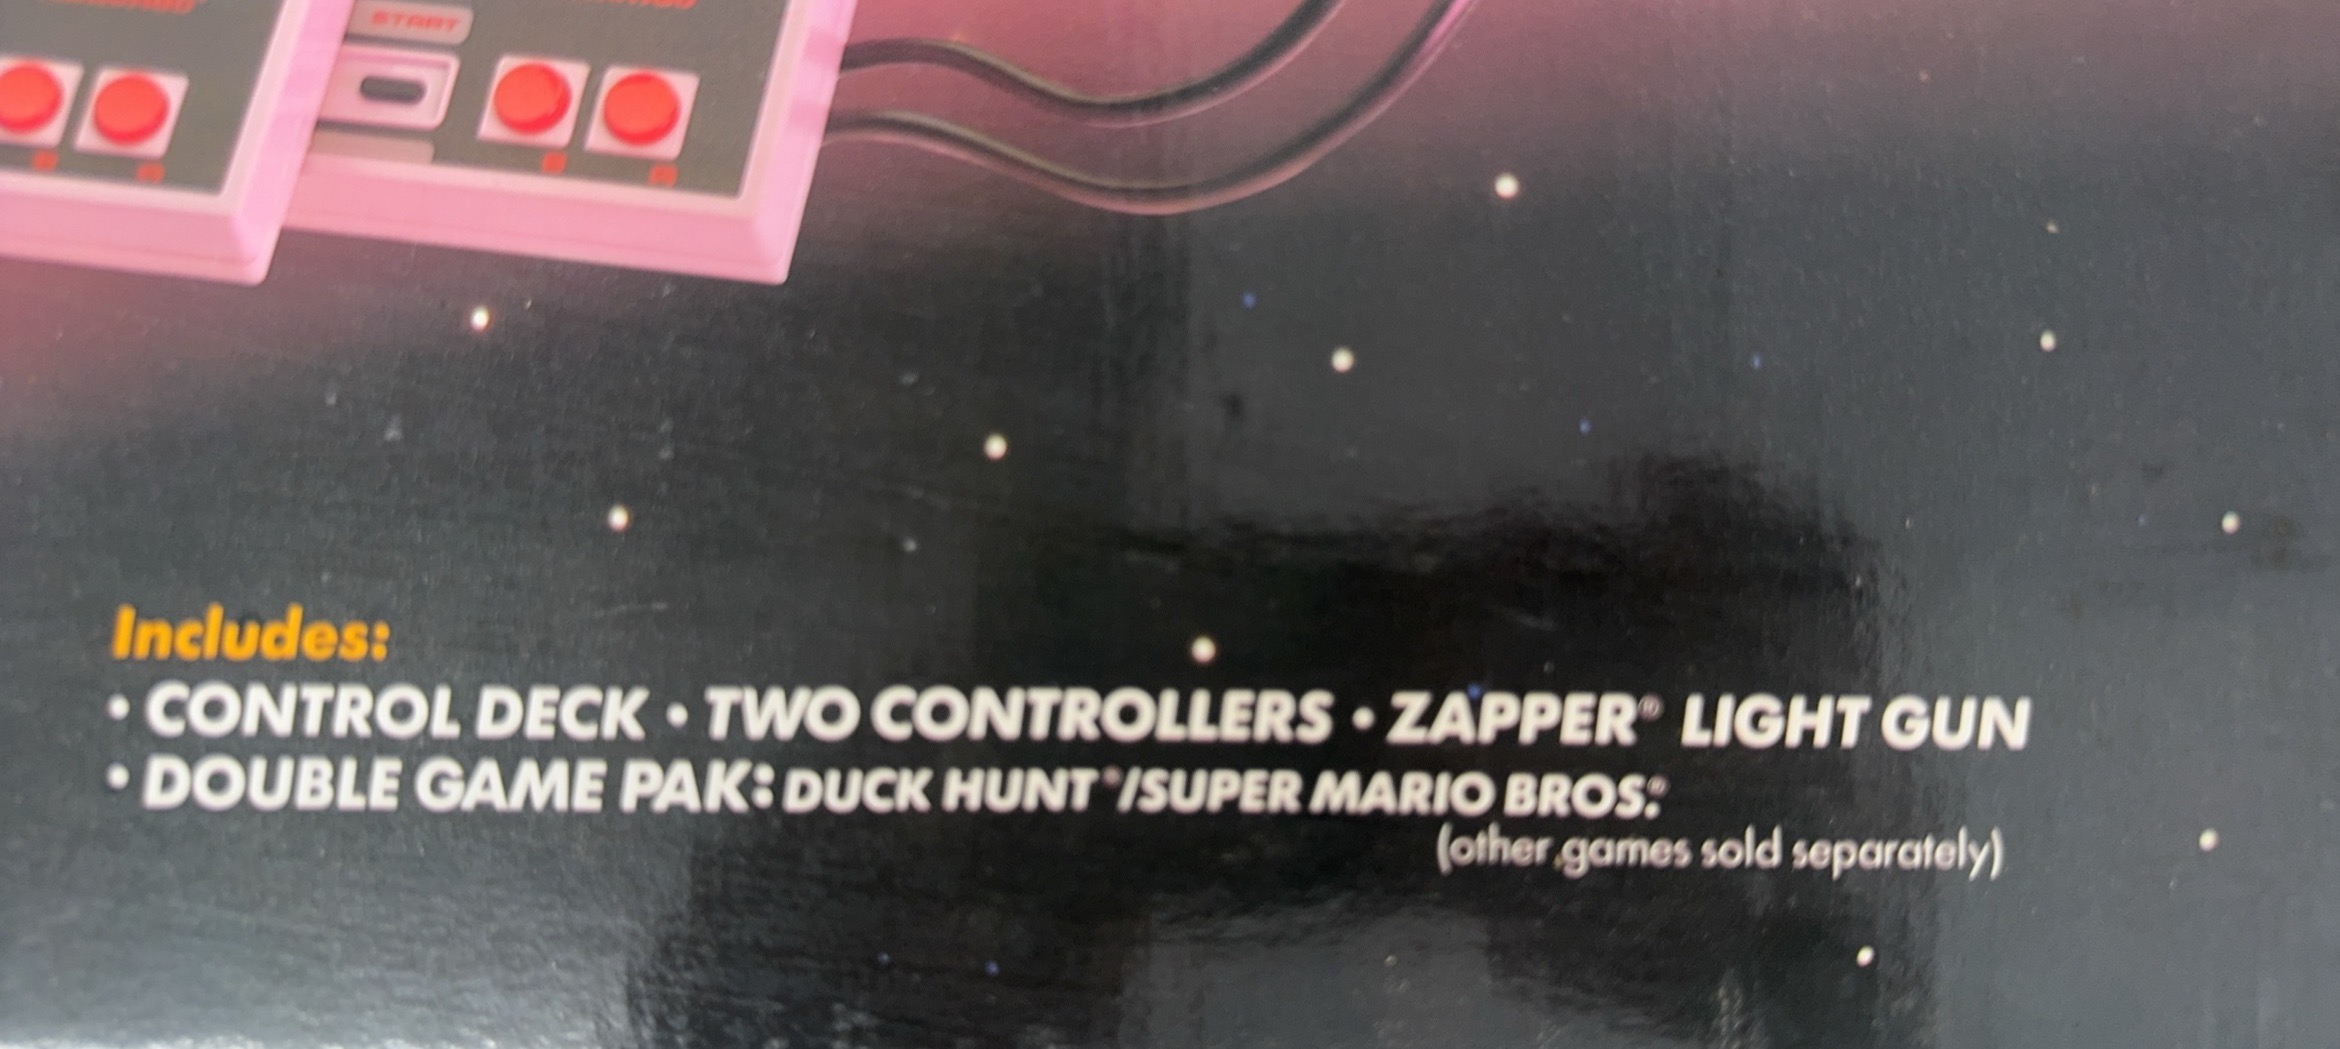 START
Includes:
• CONTROL DECK • TWO CONTROLLERS • ZAPPER® LIGHT GUN
• DOUBLE GAME PAK: DUCK HUNT®/SUPER MARIO BROS.®
(other games sold separately)